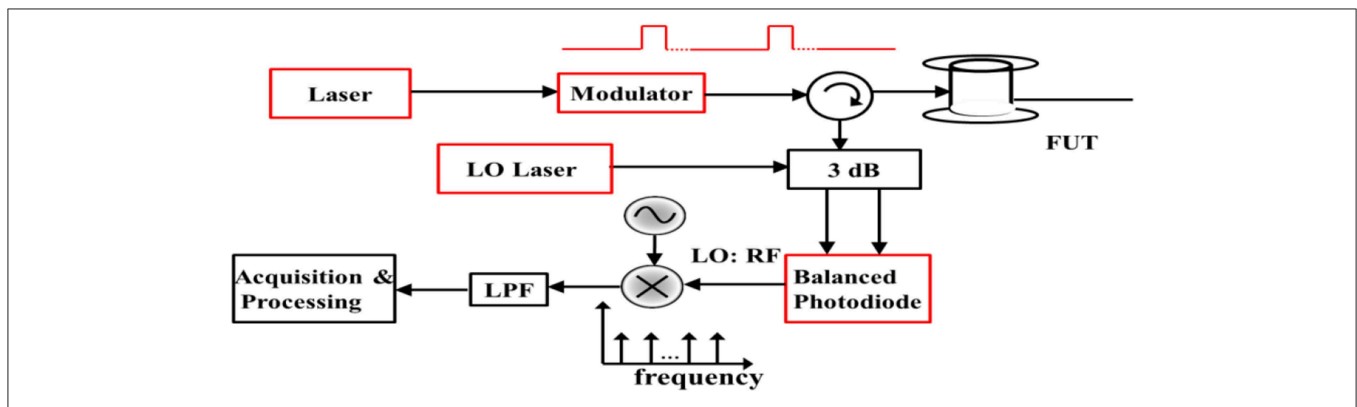 Laser
Modulator
FUT
LO Laser
3 dB
LO: RF
Acquisition &
Processing
LPF
Balanced
Photodiode
...
frequency